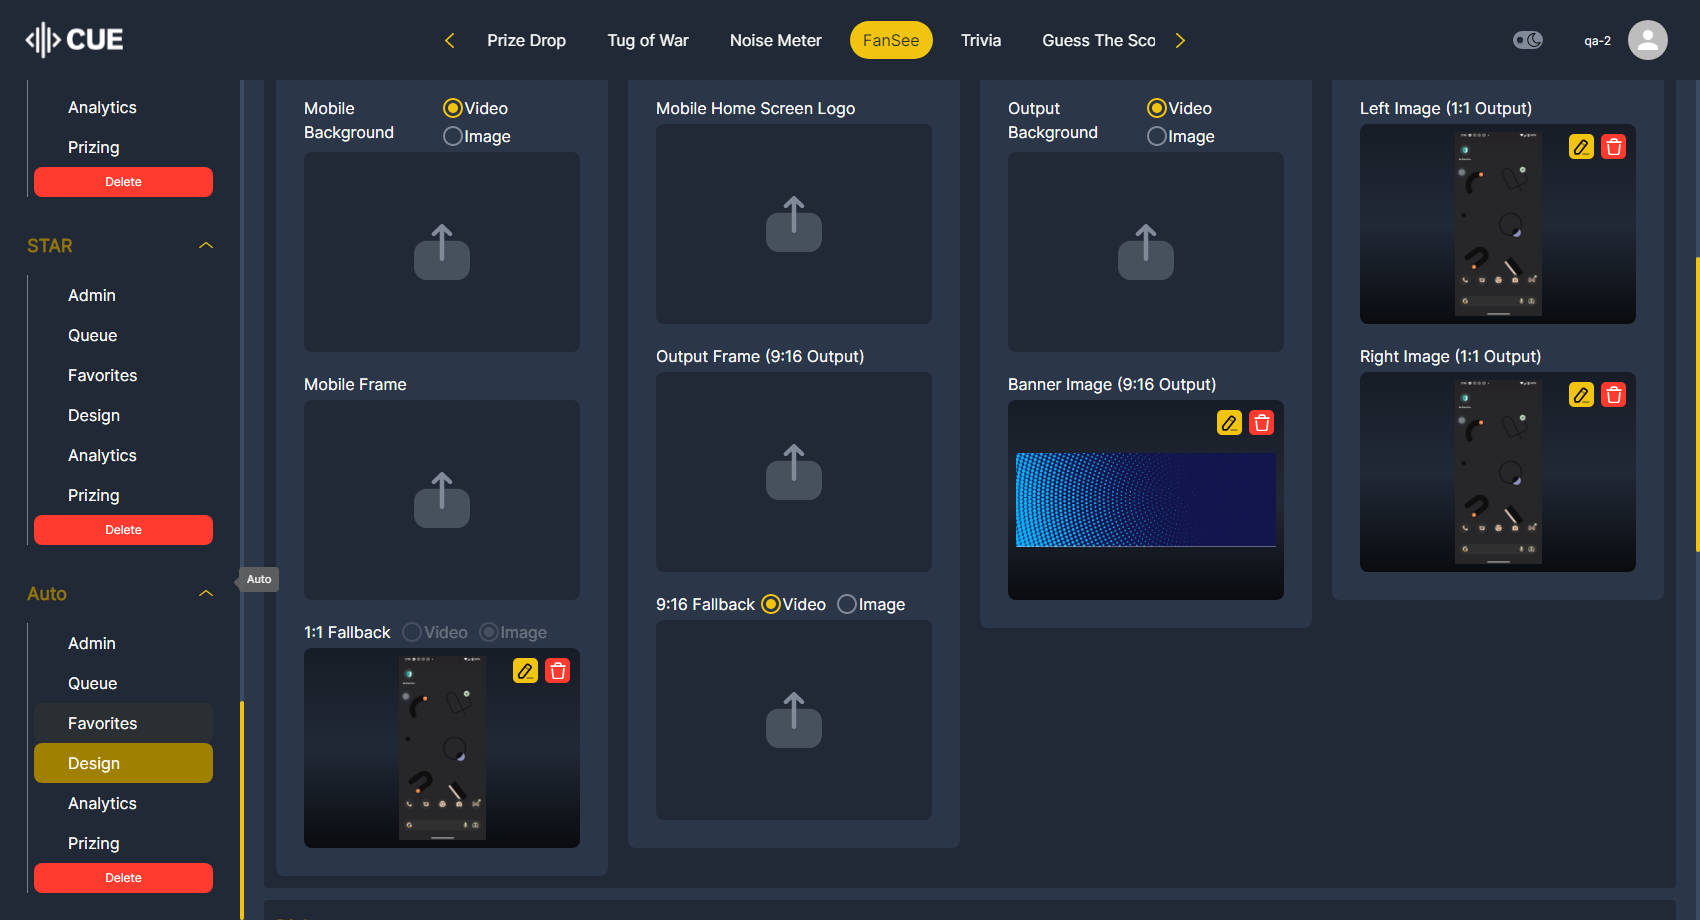 CUE
Prize Drop
Tug of War
Noise Meter
FanSee
Trivia
Guess The Sco
qa-2
Analytics
Prizing
Delete
STAR
Admin
Queue
Favorites
Design
Analytics
Prizing
Delete
Auto
Auto
Admin
Queue
Favorites
Design
Analytics
Prizing
Delete
Mobile
Background
Video
Image
Mobile Frame
1:1 Fallback
Video
Image
Mobile Home Screen Logo
Output Frame (9:16 Output)
9:16 Fallback
Video
Image
Output
Background
Video
Image
Banner Image (9:16 Output)
Left Image (1:1 Output)
Right Image (1:1 Output)